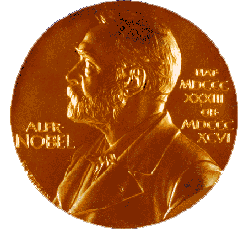 ALFR·
NOBEL
NAT·
MDCCC
XXXIII
OB·
MDCCC
XCVI